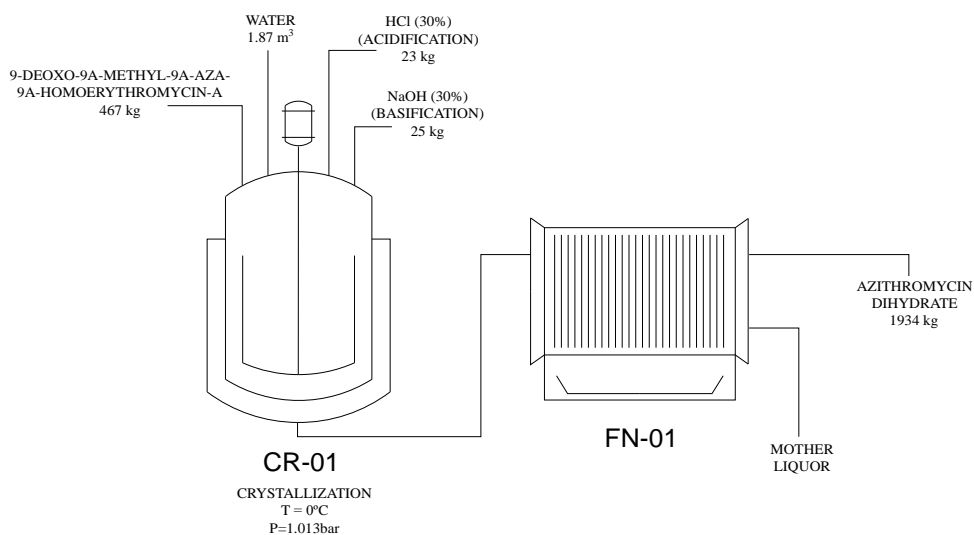 WATER
1.87 m³
HCl (30%)
(ACIDIFICATION)
23 kg
9-DEOXO-9A-METHYL-9A-AZA-
9A-HOMOERYTHROMYCIN-A
467 kg
NaOH (30%)
(BASIFICATION)
25 kg
AZITHROMYCIN
DIHYDRATE
1934 kg
MOTHER
LIQUOR
CR-01
CRYSTALLIZATION
T = 0ºC
P=1.013bar
FN-01